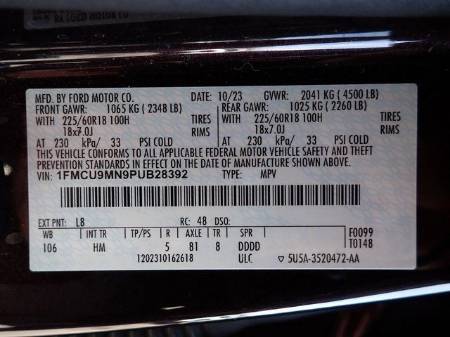 MFD. BY FORD MOTOR CO. 10/23 GVWR: 2041 KG ( 4500 LB)
FRONT GAWR: 1065 KG ( 2348 LB) REAR GAWR: 1025 KG ( 2260 LB)
WITH 225/60R18 100H TIRES WITH 225/60R18 100H TIRES
18x7.0J RIMS 18x7.0J RIMS
AT 230 kPa/ 33 PSI COLD AT 230 kPa/ 33 PSI COLD
THIS VEHICLE CONFORMS TO ALL APPLICABLE FEDERAL MOTOR VEHICLE SAFETY
STANDARDS IN EFFECT ON THE DATE OF MANUFACTURE SHOWN ABOVE.
VIN: 1FMCU9MN9PUB28392 TYPE: MPV
EXT PNT: L8 RC: 48 DSO:
WB INT TR TP/PS R AXLE TR SPR F0099
106 HM 5 81 8 DDDD T0148
1202310162618 ULC 5U5A-3520472-AA